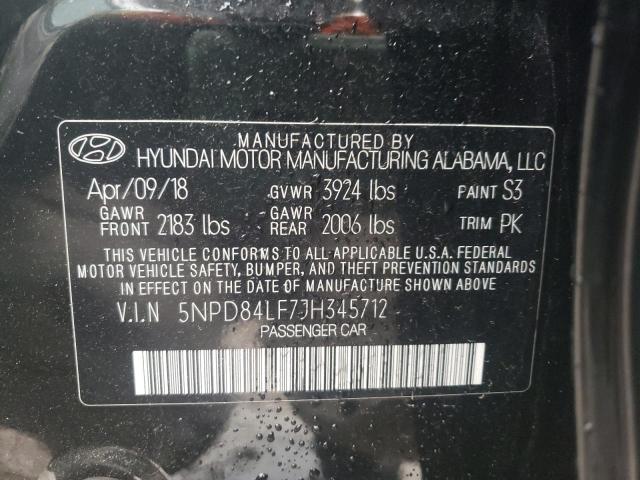 MANUFACTURED BY
HYUNDAI MOTOR MANUFACTURING ALABAMA, LLC
Apr/09/18 GVWR 3924 lbs PAINT S3
GAWR FRONT 2183 lbs GAWR REAR 2006 lbs TRIM PK
THIS VEHICLE CONFORMS TO ALL APPLICABLE U.S.A. FEDERAL
MOTOR VEHICLE SAFETY, BUMPER, AND THEFT PREVENTION STANDARDS
IN EFFECT ON THE DATE OF MANUFACTURE SHOWN ABOVE
V.I.N 5NPD84LF7JH345712
PASSENGER CAR